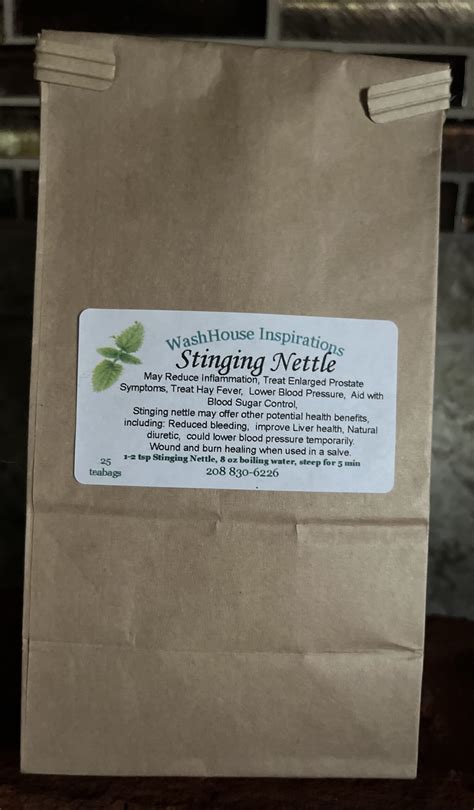 WashHouse Inspirations
Stinging Nettle
May Reduce Inflammation, Treat Enlarged Prostate
Symptoms, Treat Hay Fever, Lower Blood Pressure, Aid with
Blood Sugar Control,
Stinging nettle may offer other potential health benefits,
including: Reduced bleeding, improve Liver health, Natural
diuretic, could lower blood pressure temporarily.
Wound and burn healing when used in a salve.
1-2 tsp Stinging Nettle, 8 oz boiling water, steep for 5 min
25
teabags
208 830-6226